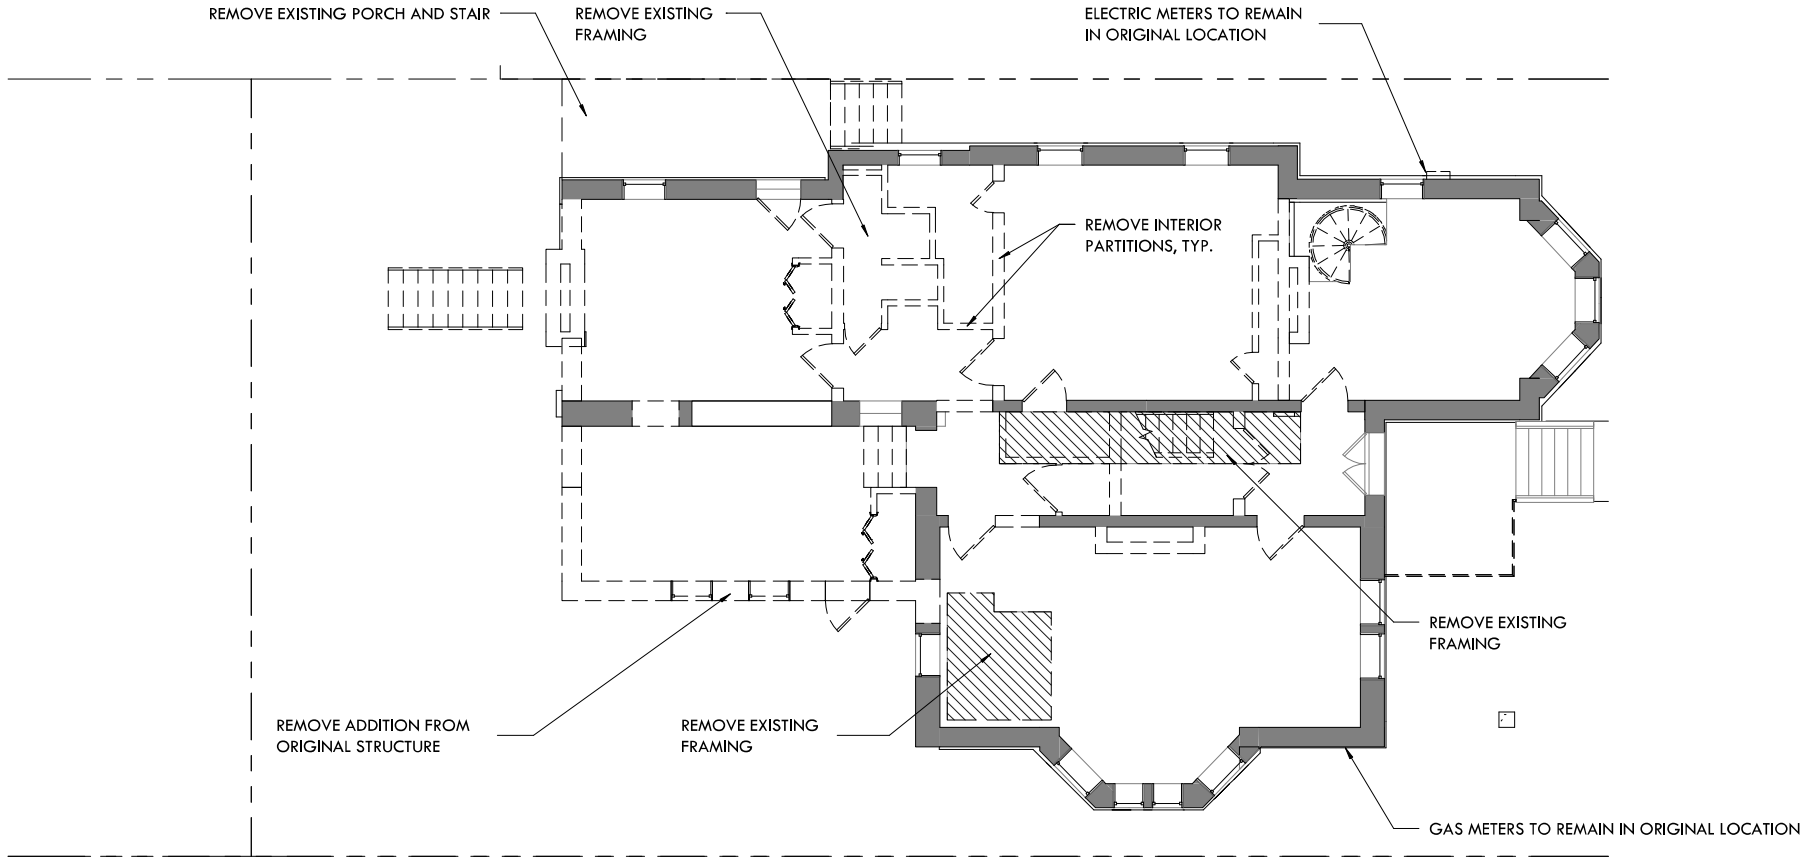 REMOVE EXISTING PORCH AND STAIR
REMOVE EXISTING
FRAMING
ELECTRIC METERS TO REMAIN
IN ORIGINAL LOCATION
REMOVE INTERIOR
PARTITIONS, TYP.
REMOVE EXISTING
FRAMING
REMOVE ADDITION FROM
ORIGINAL STRUCTURE
REMOVE EXISTING
FRAMING
GAS METERS TO REMAIN IN ORIGINAL LOCATION